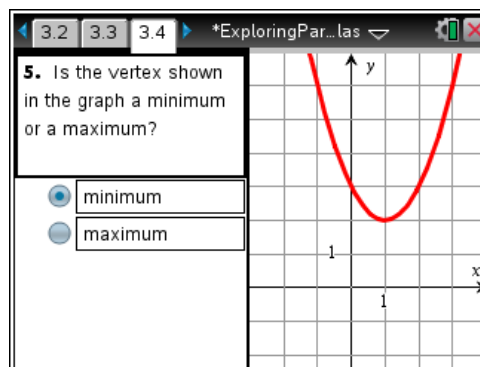 3.2 3.3 3.4 *ExploringPar...las
5. Is the vertex shown
in the graph a minimum
or a maximum?
minimum
maximum
y
1
x
1